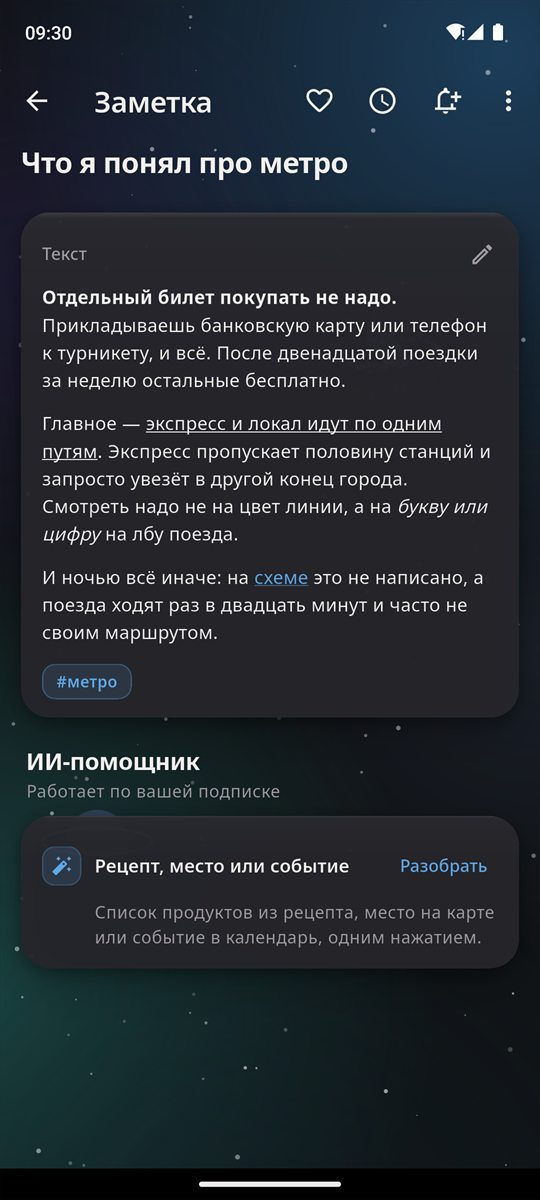 09:30
Заметка
Что я понял про метро
Текст
Отдельный билет покупать не надо.
Прикладываешь банковскую карту или телефон
к турникету, и всё. После двенадцатой поездки
за неделю остальные бесплатно.
Главное — экспресс и локал идут по одним
путям. Экспресс пропускает половину станций и
запросто увезёт в другой конец города.
Смотреть надо не на цвет линии, а на букву или
цифру на лбу поезда.
И ночью всё иначе: на схеме это не написано, а
поезда ходят раз в двадцать минут и часто не
своим маршрутом.
#метро
ИИ-помощник
Работает по вашей подписке
Рецепт, место или событие
Разобрать
Список продуктов из рецепта, место на карте
или событие в календарь, одним нажатием.